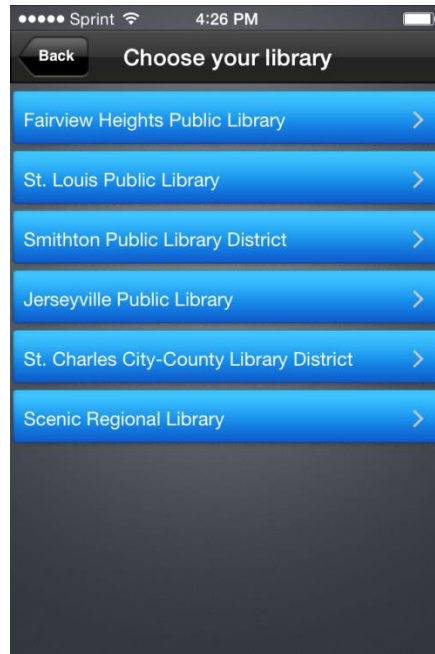 Sprint 4:26 PM
Back Choose your library
Fairview Heights Public Library
St. Louis Public Library
Smithton Public Library District
Jerseyville Public Library
St. Charles City-County Library District
Scenic Regional Library